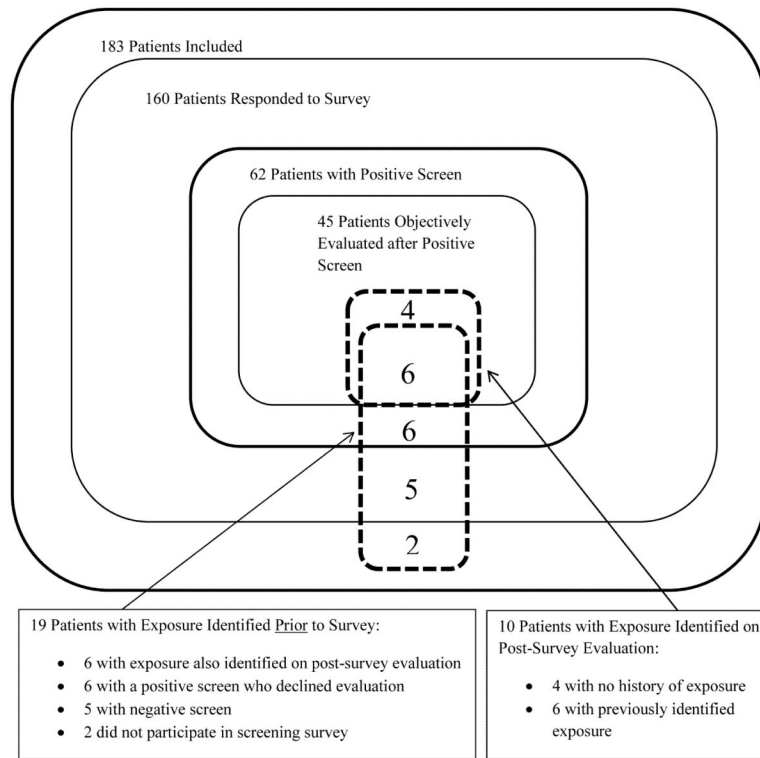 183 Patients Included
160 Patients Responded to Survey
62 Patients with Positive Screen
45 Patients Objectively
Evaluated after Positive
Screen
4
6
6
5
2
19 Patients with Exposure Identified Prior to Survey:
• 6 with exposure also identified on post-survey evaluation
• 6 with a positive screen who declined evaluation
• 5 with negative screen
• 2 did not participate in screening survey
10 Patients with Exposure Identified on
Post-Survey Evaluation:
• 4 with no history of exposure
• 6 with previously identified
exposure